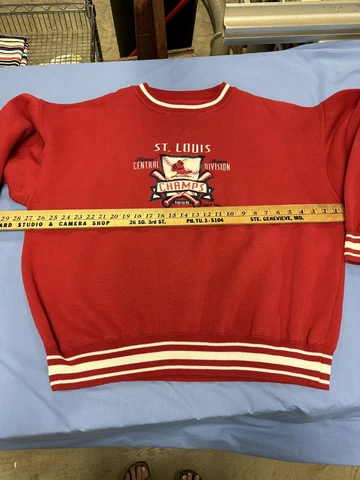 ST. LOUIS
CENTRAL DIVISION
CHAMPS
1996
29 28 27 26 25 24 23 22 21 20 19 18 17 16 15 14 13 12 11 10 9 8 7 6 5 4 3 2 1
ARD STUDIO & CAMERA SHOP 26 SO. 3rd ST. PH. TU. 3-5104 STE. GENEVIEVE, MO.